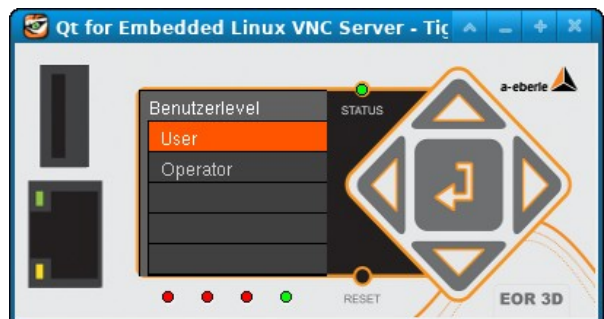 Qt for Embedded Linux VNC Server - Tig
a-eberle
Benutzerlevel
STATUS
User
Operator
RESET
EOR 3D